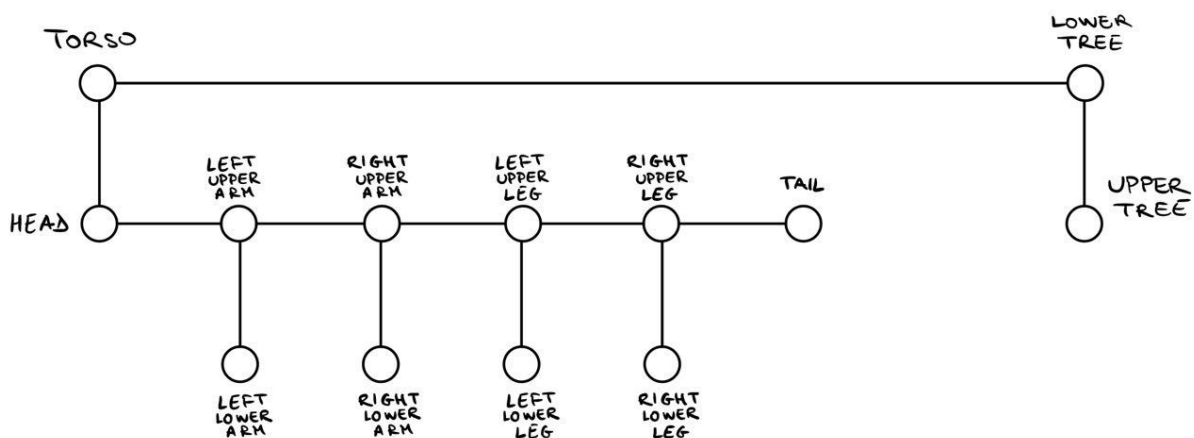 TORSO
LOWER
TREE
LEFT
UPPER
ARM
RIGHT
UPPER
ARM
LEFT
UPPER
LEG
RIGHT
UPPER
LEG
TAIL
UPPER
TREE
HEAD
LEFT
LOWER
ARM
RIGHT
LOWER
ARM
LEFT
LOWER
LEG
RIGHT
LOWER
LEG